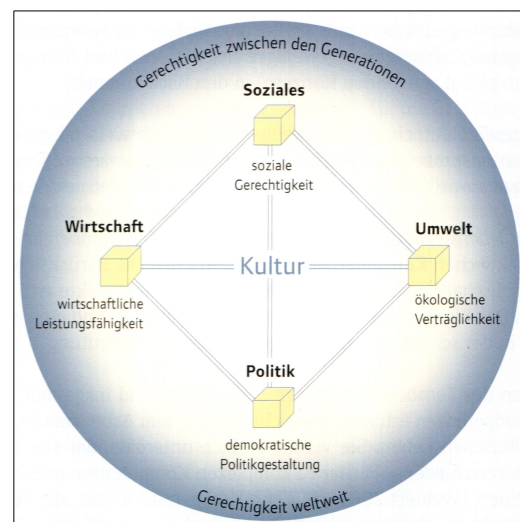 Gerechtigkeit zwischen den Generationen
Soziales
soziale
Gerechtigkeit
Wirtschaft
wirtschaftliche
Leistungsfähigkeit
Kultur
Umwelt
ökologische
Verträglichkeit
Politik
demokratische
Politikgestaltung
Gerechtigkeit weltweit